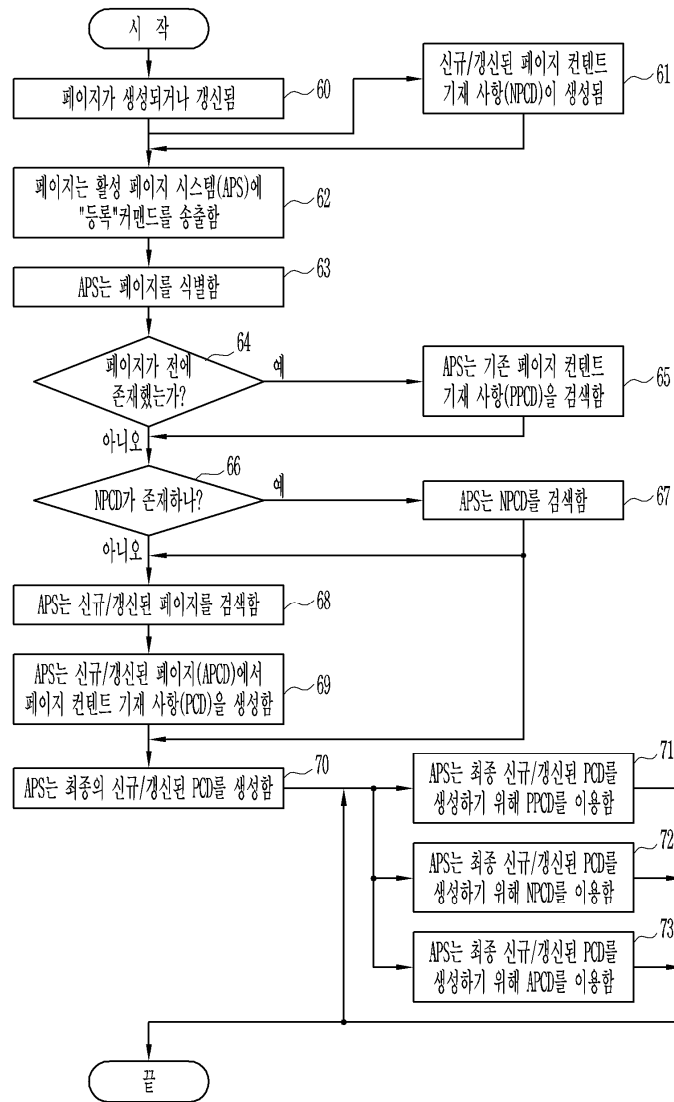 시 작
페이지가 생성되거나 갱신됨
60
신규/갱신된 페이지 컨텐트
기재 사항(NPCD)이 생성됨
61
페이지는 활성 페이지 시스템(APS)에
"등록"커맨드를 송출함
62
APS는 페이지를 식별함
63
페이지가 전에
존재했는가?
64
예
아니오
APS는 기존 페이지 컨텐트
기재 사항(PPCD)을 검색함
65
NPCD가 존재하나?
66
예
아니오
APS는 NPCD를 검색함
67
APS는 신규/갱신된 페이지를 검색함
68
APS는 신규/갱신된 페이지(APCD)에서
페이지 컨텐트 기재 사항(PCD)을 생성함
69
APS는 최종의 신규/갱신된 PCD를 생성함
70
APS는 최종 신규/갱신된 PCD를
생성하기 위해 PPCD를 이용함
71
APS는 최종 신규/갱신된 PCD를
생성하기 위해 NPCD를 이용함
72
APS는 최종 신규/갱신된 PCD를
생성하기 위해 APCD를 이용함
73
끝